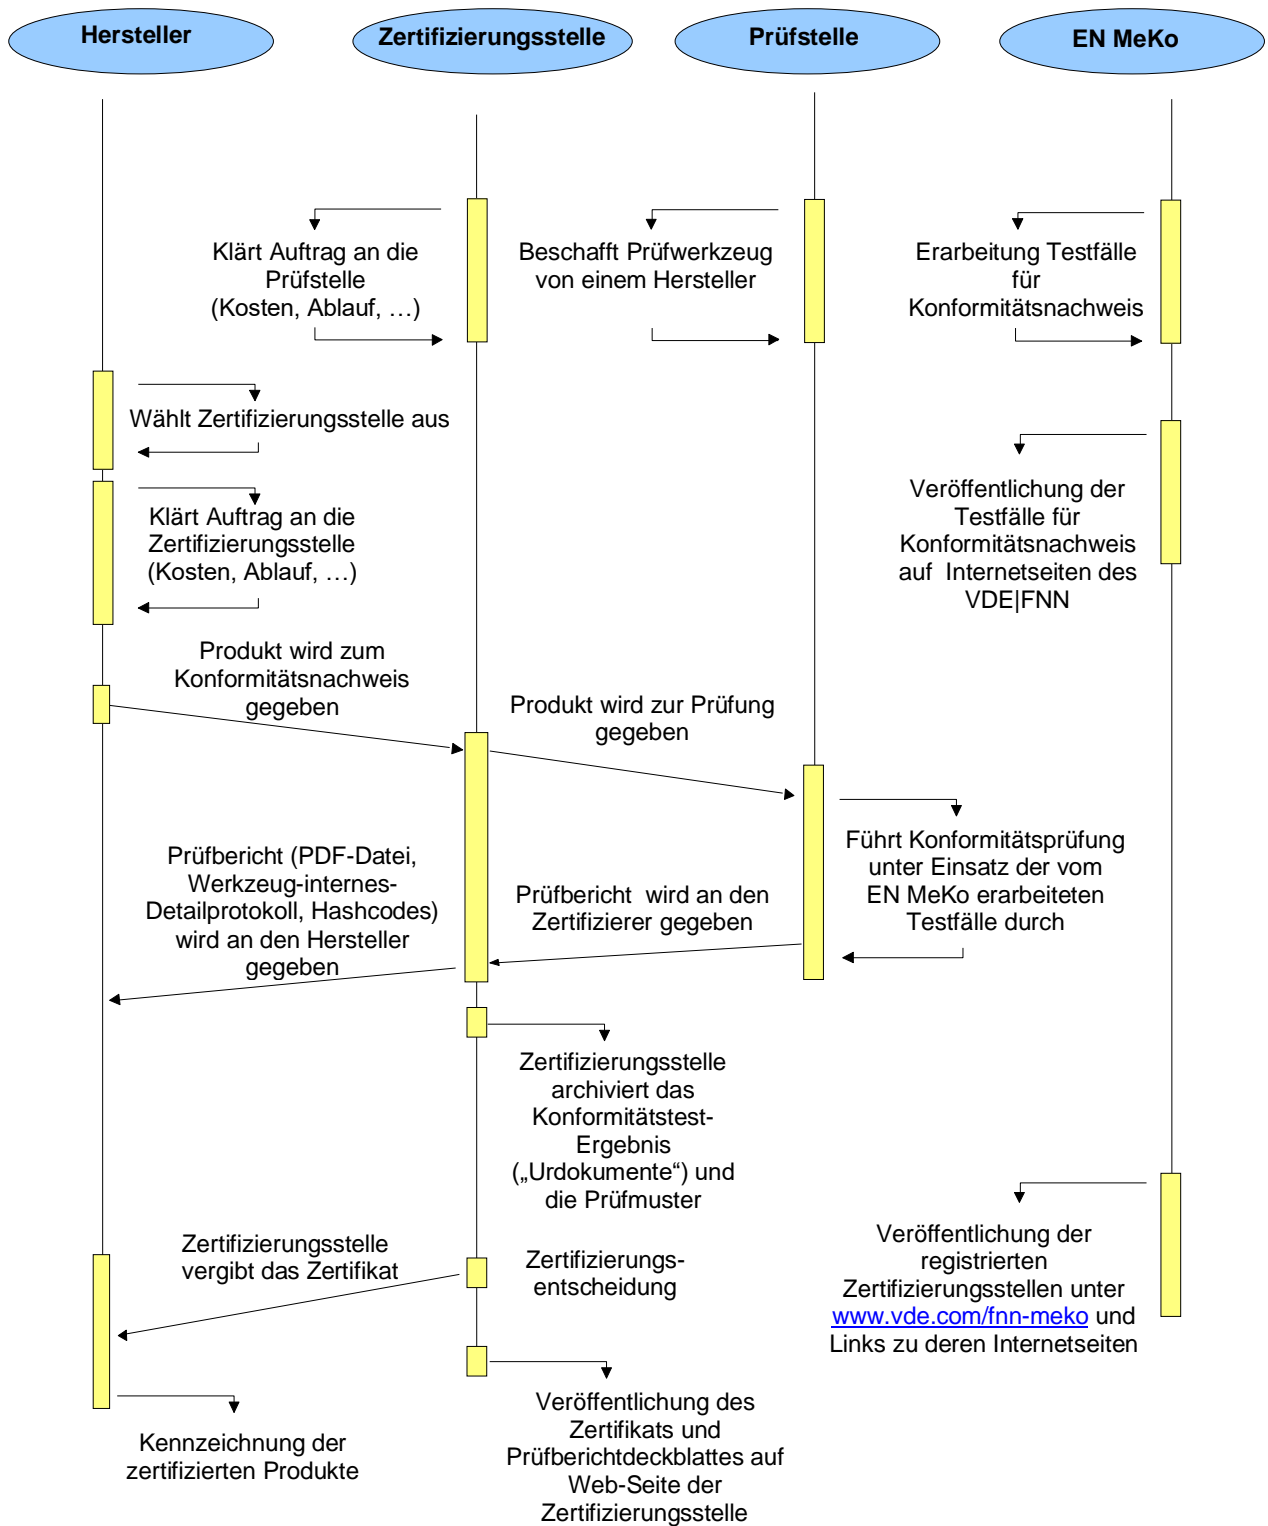 Hersteller
Zertifizierungsstelle
Prüfstelle
EN MeKo
Klärt Auftrag an die
Prüfstelle
(Kosten, Ablauf, …)
Beschafft Prüfwerkzeug
von einem Hersteller
Erarbeitung Testfälle
für
Konformitätsnachweis
Wählt Zertifizierungsstelle aus
Klärt Auftrag an die
Zertifizierungsstelle
(Kosten, Ablauf, …)
Veröffentlichung der
Testfälle für
Konformitätsnachweis
auf Internetseiten des
VDE|FNN
Produkt wird zum
Konformitätsnachweis
gegeben
Produkt wird zur Prüfung
gegeben
Führt Konformitätsprüfung
unter Einsatz der vom
EN MeKo erarbeiteten
Testfälle durch
Prüfbericht wird an den
Zertifizierer gegeben
Prüfbericht (PDF-Datei,
Werkzeug-internes-
Detailprotokoll, Hashcodes)
wird an den Hersteller
gegeben
Zertifizierungsstelle
archiviert das
Konformitätstest-
Ergebnis
(„Urdokumente“) und
die Prüfmuster
Zertifizierungsstelle
vergibt das Zertifikat
Zertifizierungs-
entscheidung
Veröffentlichung der
registrierten
Zertifizierungsstellen unter
www.vde.com/fnn-meko und
Links zu deren Internetseiten
Kennzeichnung der
zertifizierten Produkte
Veröffentlichung des
Zertifikats und
Prüfberichtdeckblattes auf
Web-Seite der
Zertifizierungsstelle